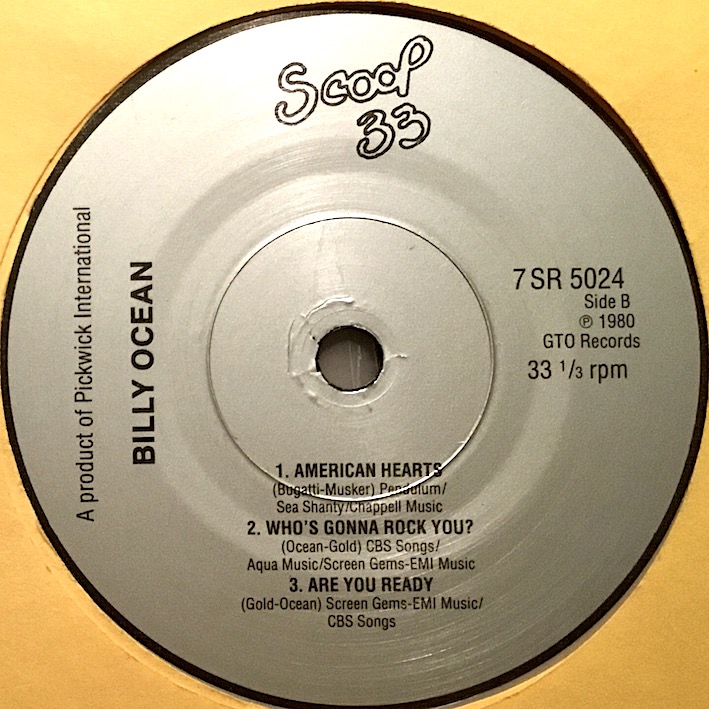 Scoop
33
A product of Pickwick International
BILLY OCEAN
7 SR 5024
Side B
℗ 1980
GTO Records
33 1/3 rpm
1. AMERICAN HEARTS
(Bugatti-Musker) Pendulum/
Sea Shanty/Chappell Music
2. WHO'S GONNA ROCK YOU?
(Ocean-Gold) CBS Songs/
Aqua Music/Screen Gems-EMI Music
3. ARE YOU READY
(Gold-Ocean) Screen Gems-EMI Music/
CBS Songs